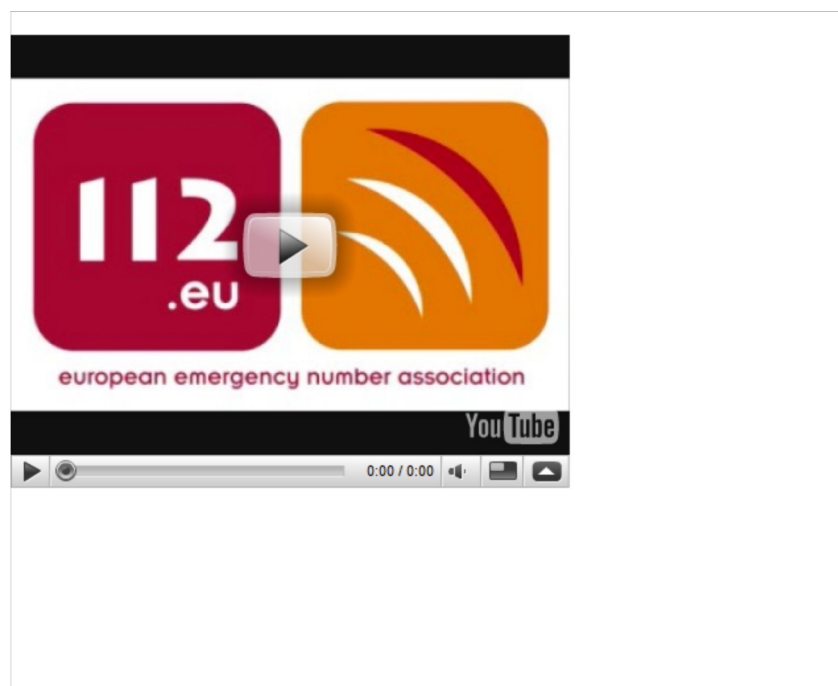 112
.eu
european emergency number association
YouTube
0:00 / 0:00